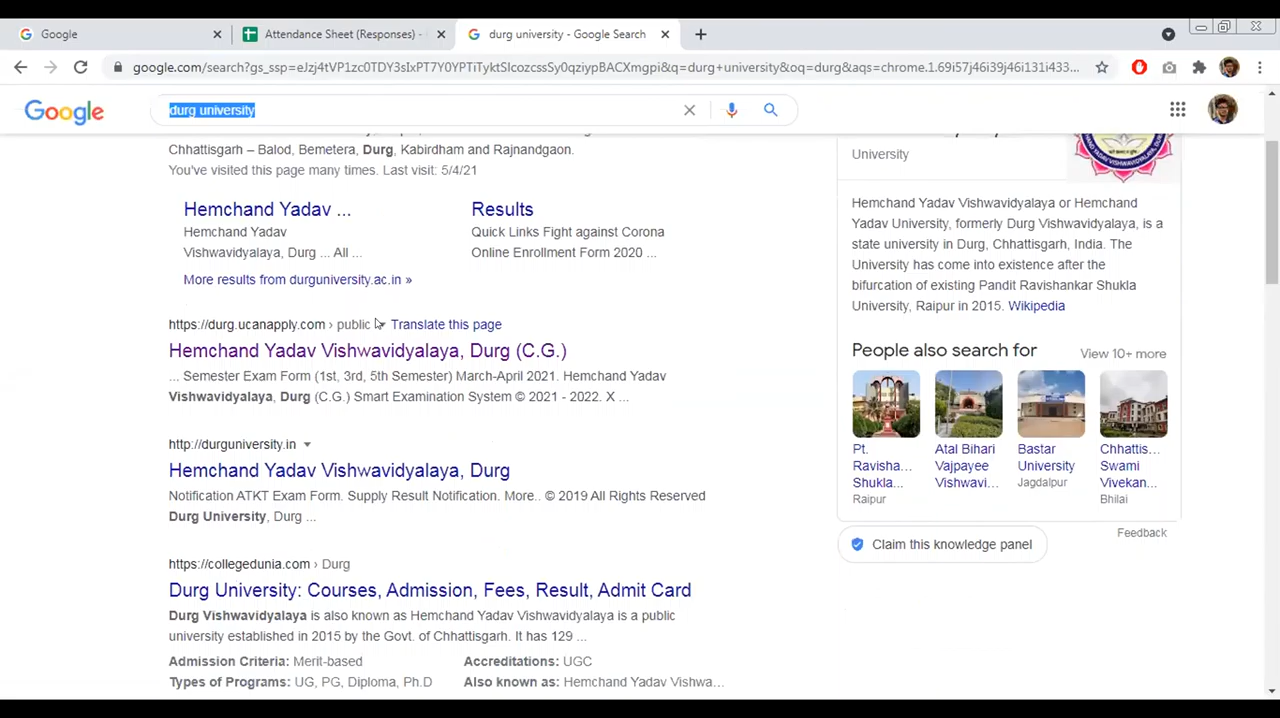 Google
Attendance Sheet (Responses) -
durg university - Google Search
google.com/search?gs_ssp=eJzj4tVP1zc0TDY3sIxPT7Y0YPTiTyktSlcozcssSy0qziypBACXmgpi&q=durg+university&oq=durg&aqs=chrome.1.69i57j46i39j46i131i433...
Google
durg university
Chhattisgarh – Balod, Bemetera, Durg, Kabirdham and Rajnandgaon.
You've visited this page many times. Last visit: 5/4/21
Hemchand Yadav ...
Hemchand Yadav
Vishwavidyalaya, Durg ... All ...
Results
Quick Links Fight against Corona
Online Enrollment Form 2020 ...
More results from durguniversity.ac.in »
https://durg.ucanapply.com › public
Translate this page
Hemchand Yadav Vishwavidyalaya, Durg (C.G.)
... Semester Exam Form (1st, 3rd, 5th Semester) March-April 2021. Hemchand Yadav
Vishwavidyalaya, Durg (C.G.) Smart Examination System © 2021 - 2022. X ...
http://durguniversity.in
Hemchand Yadav Vishwavidyalaya, Durg
Notification ATKT Exam Form. Supply Result Notification. More.. © 2019 All Rights Reserved
Durg University, Durg ...
https://collegedunia.com › Durg
Durg University: Courses, Admission, Fees, Result, Admit Card
Durg Vishwavidyalaya is also known as Hemchand Yadav Vishwavidyalaya is a public
university established in 2015 by the Govt. of Chhattisgarh. It has 129 ...
Admission Criteria: Merit-based
Accreditations: UGC
Types of Programs: UG, PG, Diploma, Ph.D
Also known as: Hemchand Yadav Vishwa...
University
Hemchand Yadav Vishwavidyalaya or Hemchand
Yadav University, formerly Durg Vishwavidyalaya, is a
state university in Durg, Chhattisgarh, India. The
University has come into existence after the
bifurcation of existing Pandit Ravishankar Shukla
University, Raipur in 2015. Wikipedia
People also search for
View 10+ more
Pt.
Ravisha...
Shukla...
Raipur
Atal Bihari
Vajpayee
Vishwavi...
Bastar
University
Jagdalpur
Chhattis...
Swami
Vivekan...
Bhilai
Feedback
Claim this knowledge panel